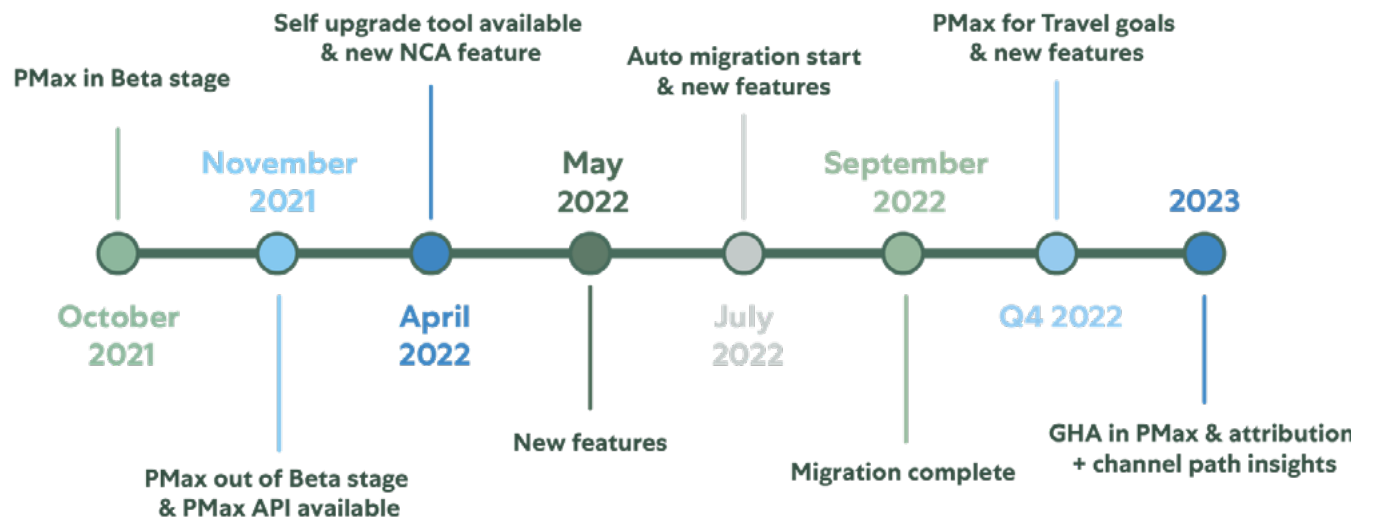 PMax in Beta stage
October
2021
November
2021
PMax out of Beta stage
& PMax API available
Self upgrade tool available
& new NCA feature
April
2022
May
2022
New features
Auto migration start
& new features
July
2022
September
2022
Migration complete
PMax for Travel goals
& new features
Q4 2022
2023
GHA in PMax & attribution
+ channel path insights